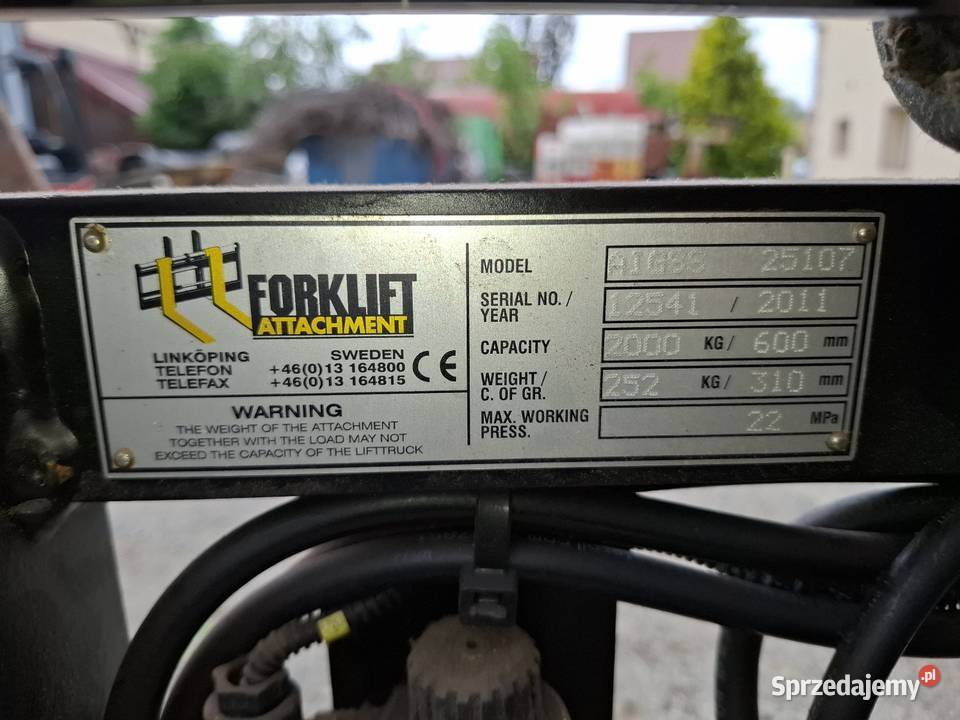 FORKLIFT
ATTACHMENT
LINKÖPING SWEDEN
TELEFON +46(0)13 164800
TELEFAX +46(0)13 164815
CE
WARNING
THE WEIGHT OF THE ATTACHMENT
TOGETHER WITH THE LOAD MAY NOT
EXCEED THE CAPACITY OF THE LIFTTRUCK
MODEL 25107
SERIAL NO. / 12541 / 2011
YEAR
CAPACITY 2000 KG / 600 mm
WEIGHT / 252 KG / 310 mm
C. OF GR.
MAX. WORKING 22 MPa
PRESS.
Sprzedajemy.pl